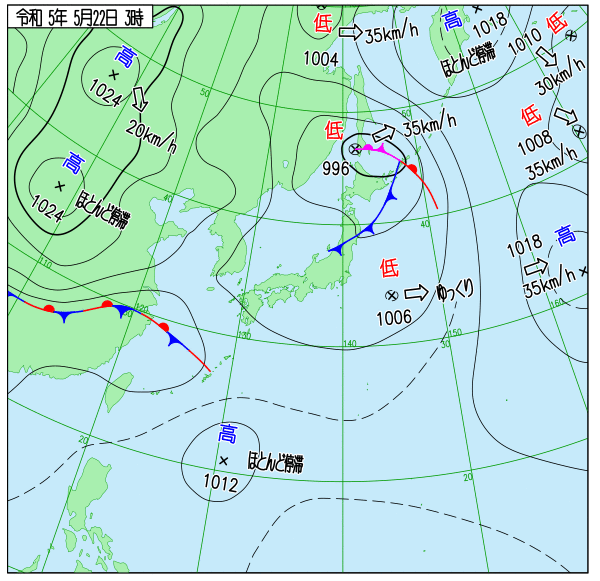 令和 5年 5月22日 3時
高
1024
20km/h
高
1024
ほとんど停滞
低
1004
35km/h
高
1018
ほとんど停滞
低
1010
30km/h
低
1008
35km/h
低
996
35km/h
高
1018
35km/h
低
1006
ゆっくり
高
1012
ほとんど停滞
50
50
40
40
30
20
20
110
120
130
140
150
160